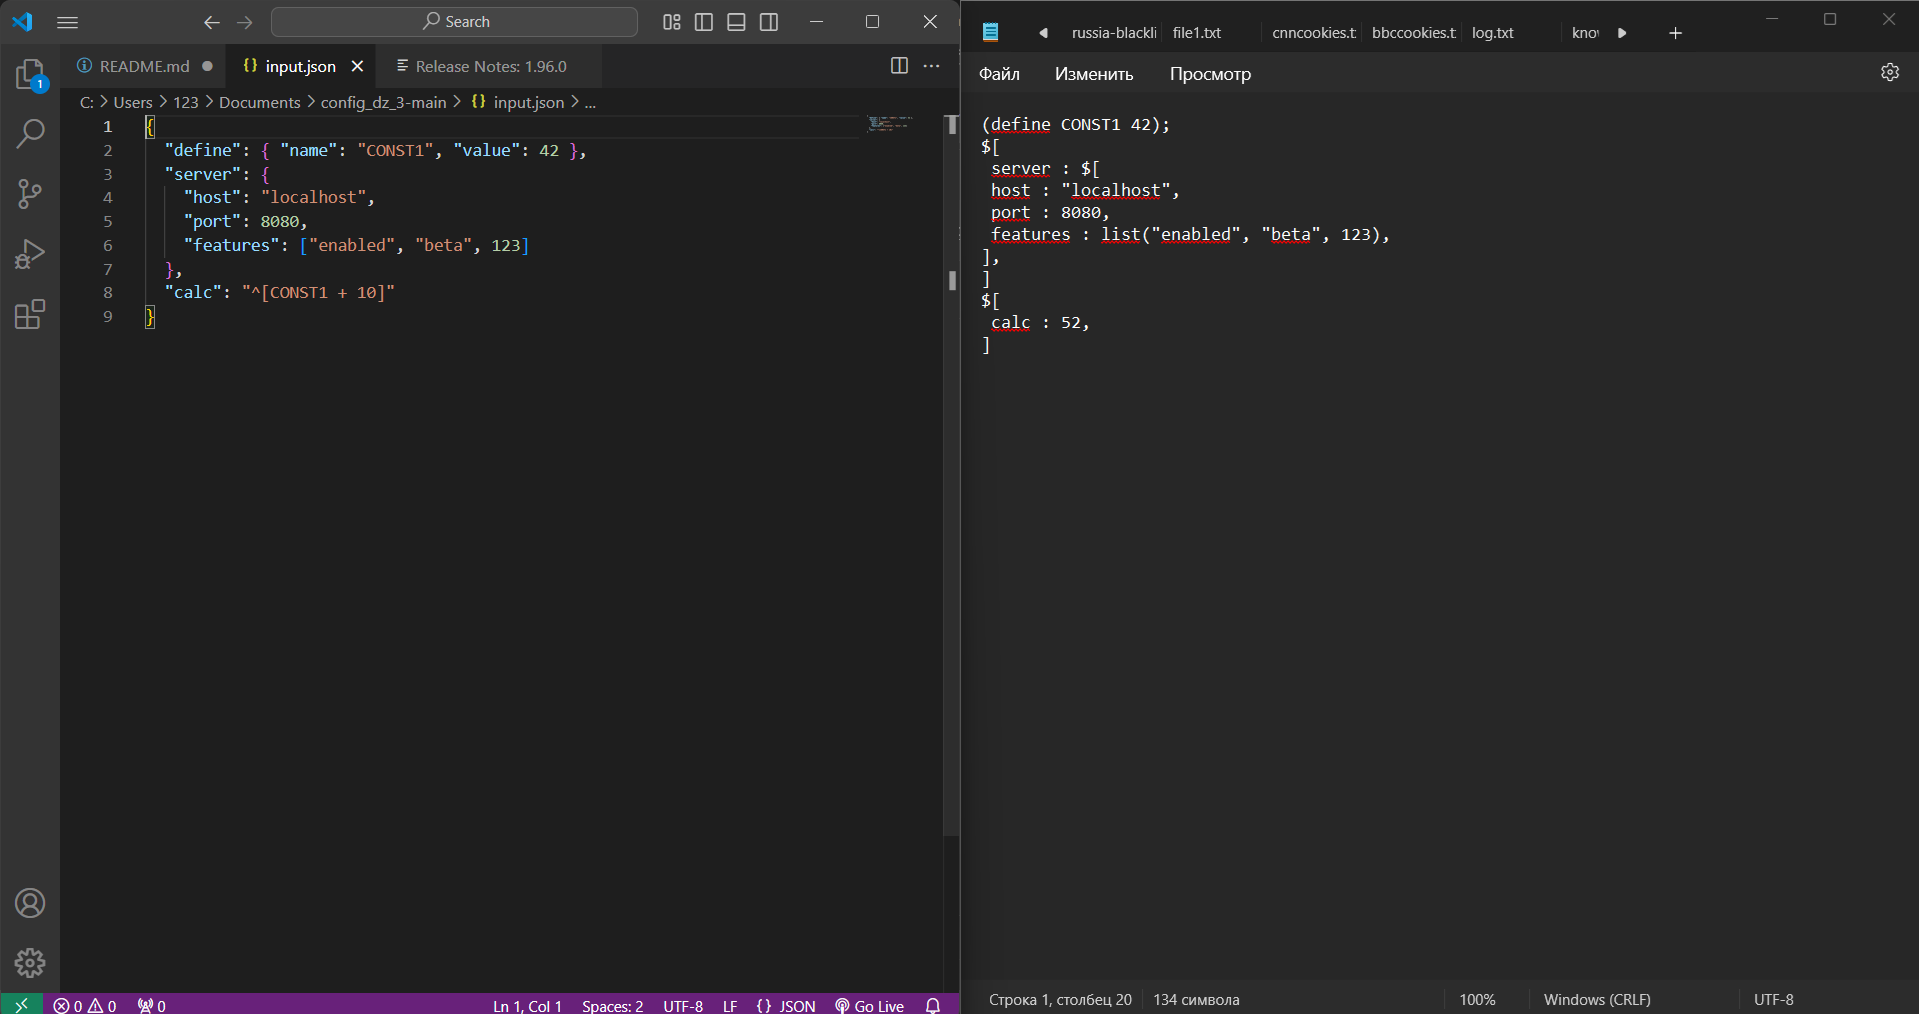 Search
1
README.md
{} input.json
Release Notes: 1.96.0
C: > Users > 123 > Documents > config_dz_3-main > {} input.json > ...
1 {
2 "define": { "name": "CONST1", "value": 42 },
3 "server": {
4 "host": "localhost",
5 "port": 8080,
6 "features": ["enabled", "beta", 123]
7 },
8 "calc": "^[CONST1 + 10]"
9 }
0 0 0
Ln 1, Col 1
Spaces: 2
UTF-8
LF
{} JSON
Go Live
russia-blackli
file1.txt
cnncookies.t
bbccookies.t
log.txt
kno
Файл
Изменить
Просмотр
(define CONST1 42);
$[
server : $[
host : "localhost",
port : 8080,
features : list("enabled", "beta", 123),
],
]
$[
calc : 52,
]
Строка 1, столбец 20
134 символа
100%
Windows (CRLF)
UTF-8